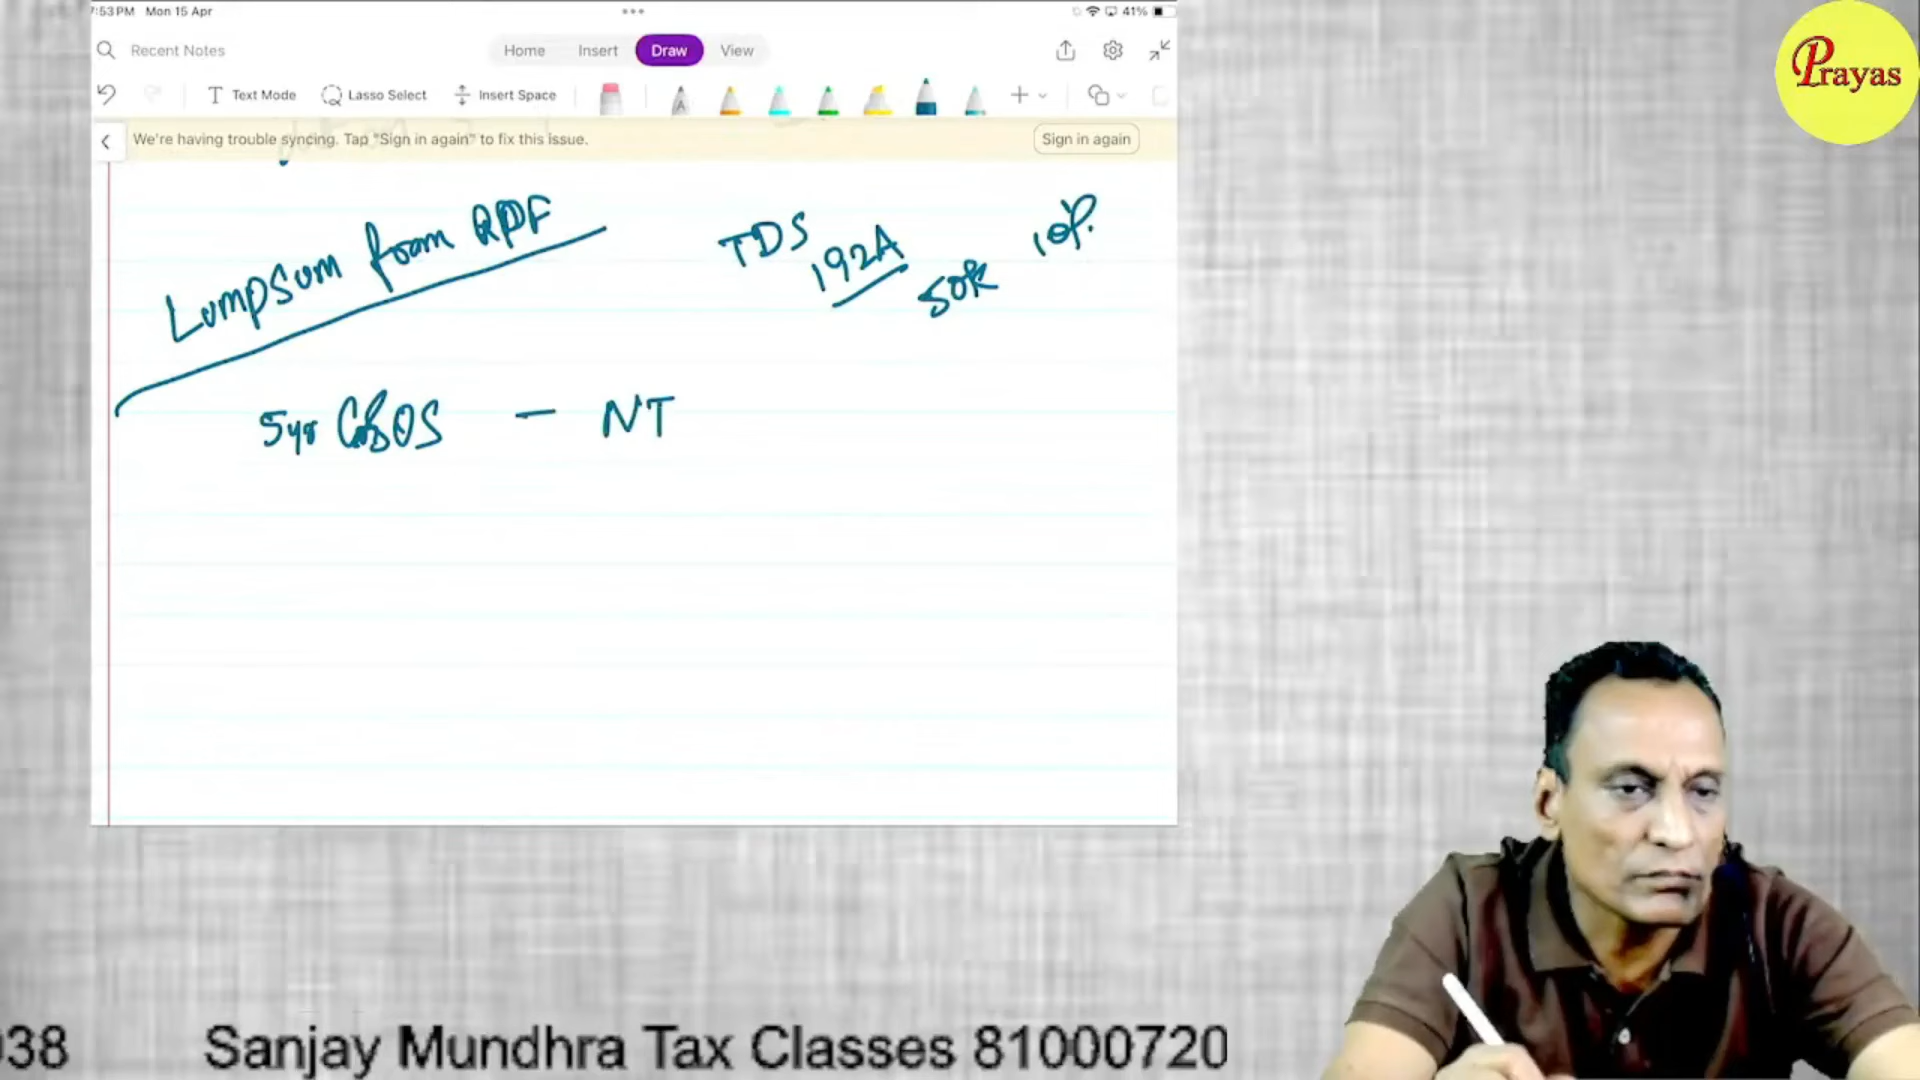 7:53 PM Mon 15 Apr
41%
Prayas
Recent Notes
Home Insert Draw View
Text Mode Lasso Select Insert Space
We're having trouble syncing. Tap "Sign in again" to fix this issue.
Sign in again
Lumpsum from RPF
TDS 192A 50K 10%
5yr - NT
038 Sanjay Mundhra Tax Classes 81000720